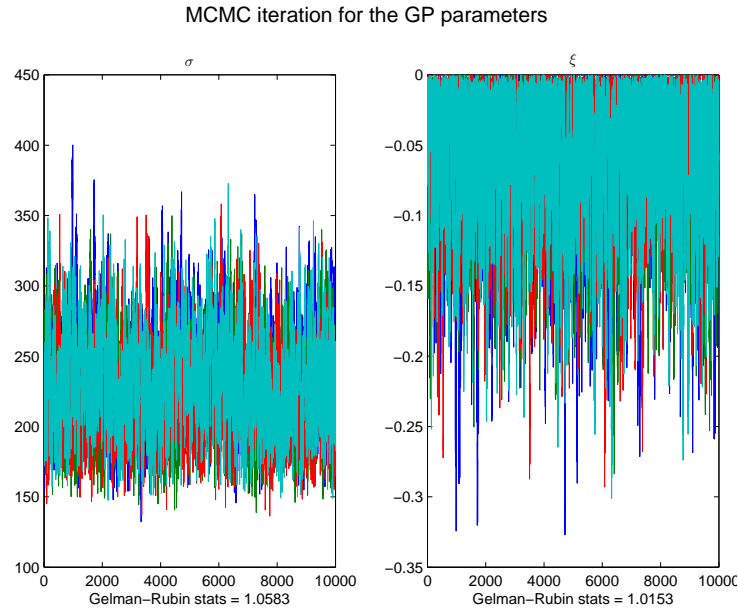 MCMC iteration for the GP parameters
σ
450
400
350
300
250
200
150
100
0 2000 4000 6000 8000 10000
Gelman−Rubin stats = 1.0583
ξ
0
−0.05
−0.1
−0.15
−0.2
−0.25
−0.3
−0.35
0 2000 4000 6000 8000 10000
Gelman−Rubin stats = 1.0153